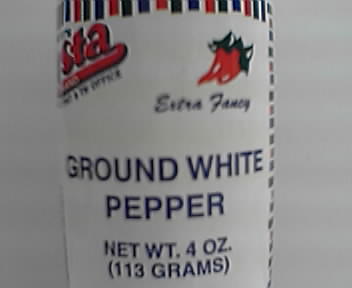 sta
Extra Fancy
GROUND WHITE
PEPPER
NET WT. 4 OZ.
(113 GRAMS)